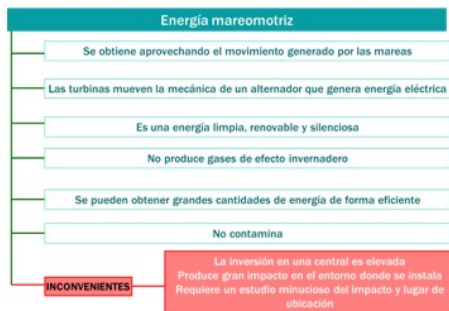 Energía mareomotriz
Se obtiene aprovechando el movimiento generado por las mareas
Las turbinas mueven la mecánica de un alternador que genera energía eléctrica
Es una energía limpia, renovable y silenciosa
No produce gases de efecto invernadero
Se pueden obtener grandes cantidades de energía de forma eficiente
No contamina
INCONVENIENTES
La inversión en una central es elevada
Produce gran impacto en el entorno donde se instala
Requiere un estudio minucioso del impacto y lugar de
ubicación